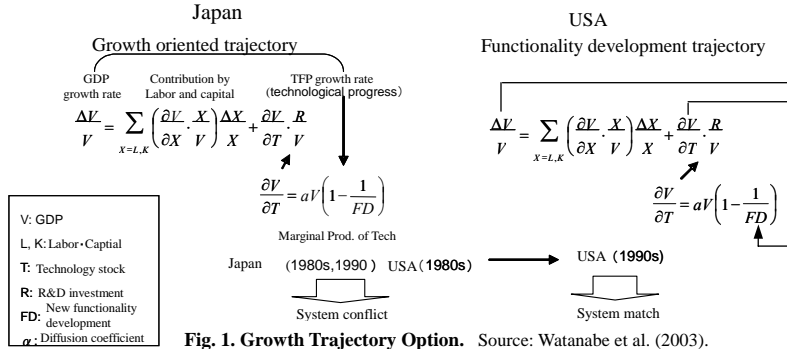 Japan
Growth oriented trajectory
GDP growth rate
Contribution by Labor and capital
TFP growth rate (technological progress)
ΔV/V = ∑_{X=L,K} (∂V/∂X · X/V) ΔX/X + ∂V/∂T · R/V
∂V/∂T = aV(1 − 1/FD)
Marginal Prod. of Tech
USA
Functionality development trajectory
ΔV/V = ∑_{X=L,K} (∂V/∂X · X/V) ΔX/X + ∂V/∂T · R/V
∂V/∂T = aV(1 − 1/FD)
V: GDP
L, K: Labor・Captial
T: Technology stock
R: R&D investment
FD: New functionality development
α: Diffusion coefficient
Japan (1980s,1990) USA(1980s)
System conflict
USA (1990s)
System match
Fig. 1. Growth Trajectory Option. Source: Watanabe et al. (2003).